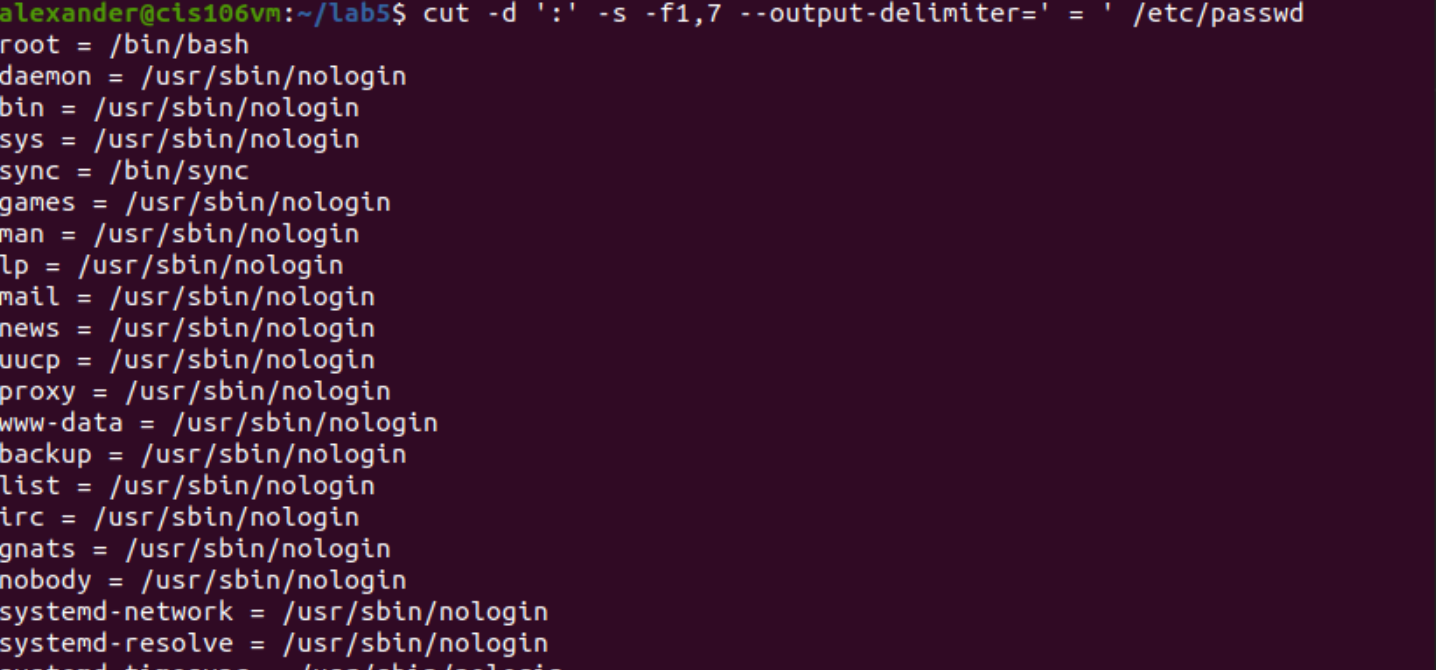 alexander@cis106vm:~/lab5$ cut -d ':' -s -f1,7 --output-delimiter=' = ' /etc/passwd
root = /bin/bash
daemon = /usr/sbin/nologin
bin = /usr/sbin/nologin
sys = /usr/sbin/nologin
sync = /bin/sync
games = /usr/sbin/nologin
man = /usr/sbin/nologin
lp = /usr/sbin/nologin
mail = /usr/sbin/nologin
news = /usr/sbin/nologin
uucp = /usr/sbin/nologin
proxy = /usr/sbin/nologin
www-data = /usr/sbin/nologin
backup = /usr/sbin/nologin
list = /usr/sbin/nologin
irc = /usr/sbin/nologin
gnats = /usr/sbin/nologin
nobody = /usr/sbin/nologin
systemd-network = /usr/sbin/nologin
systemd-resolve = /usr/sbin/nologin